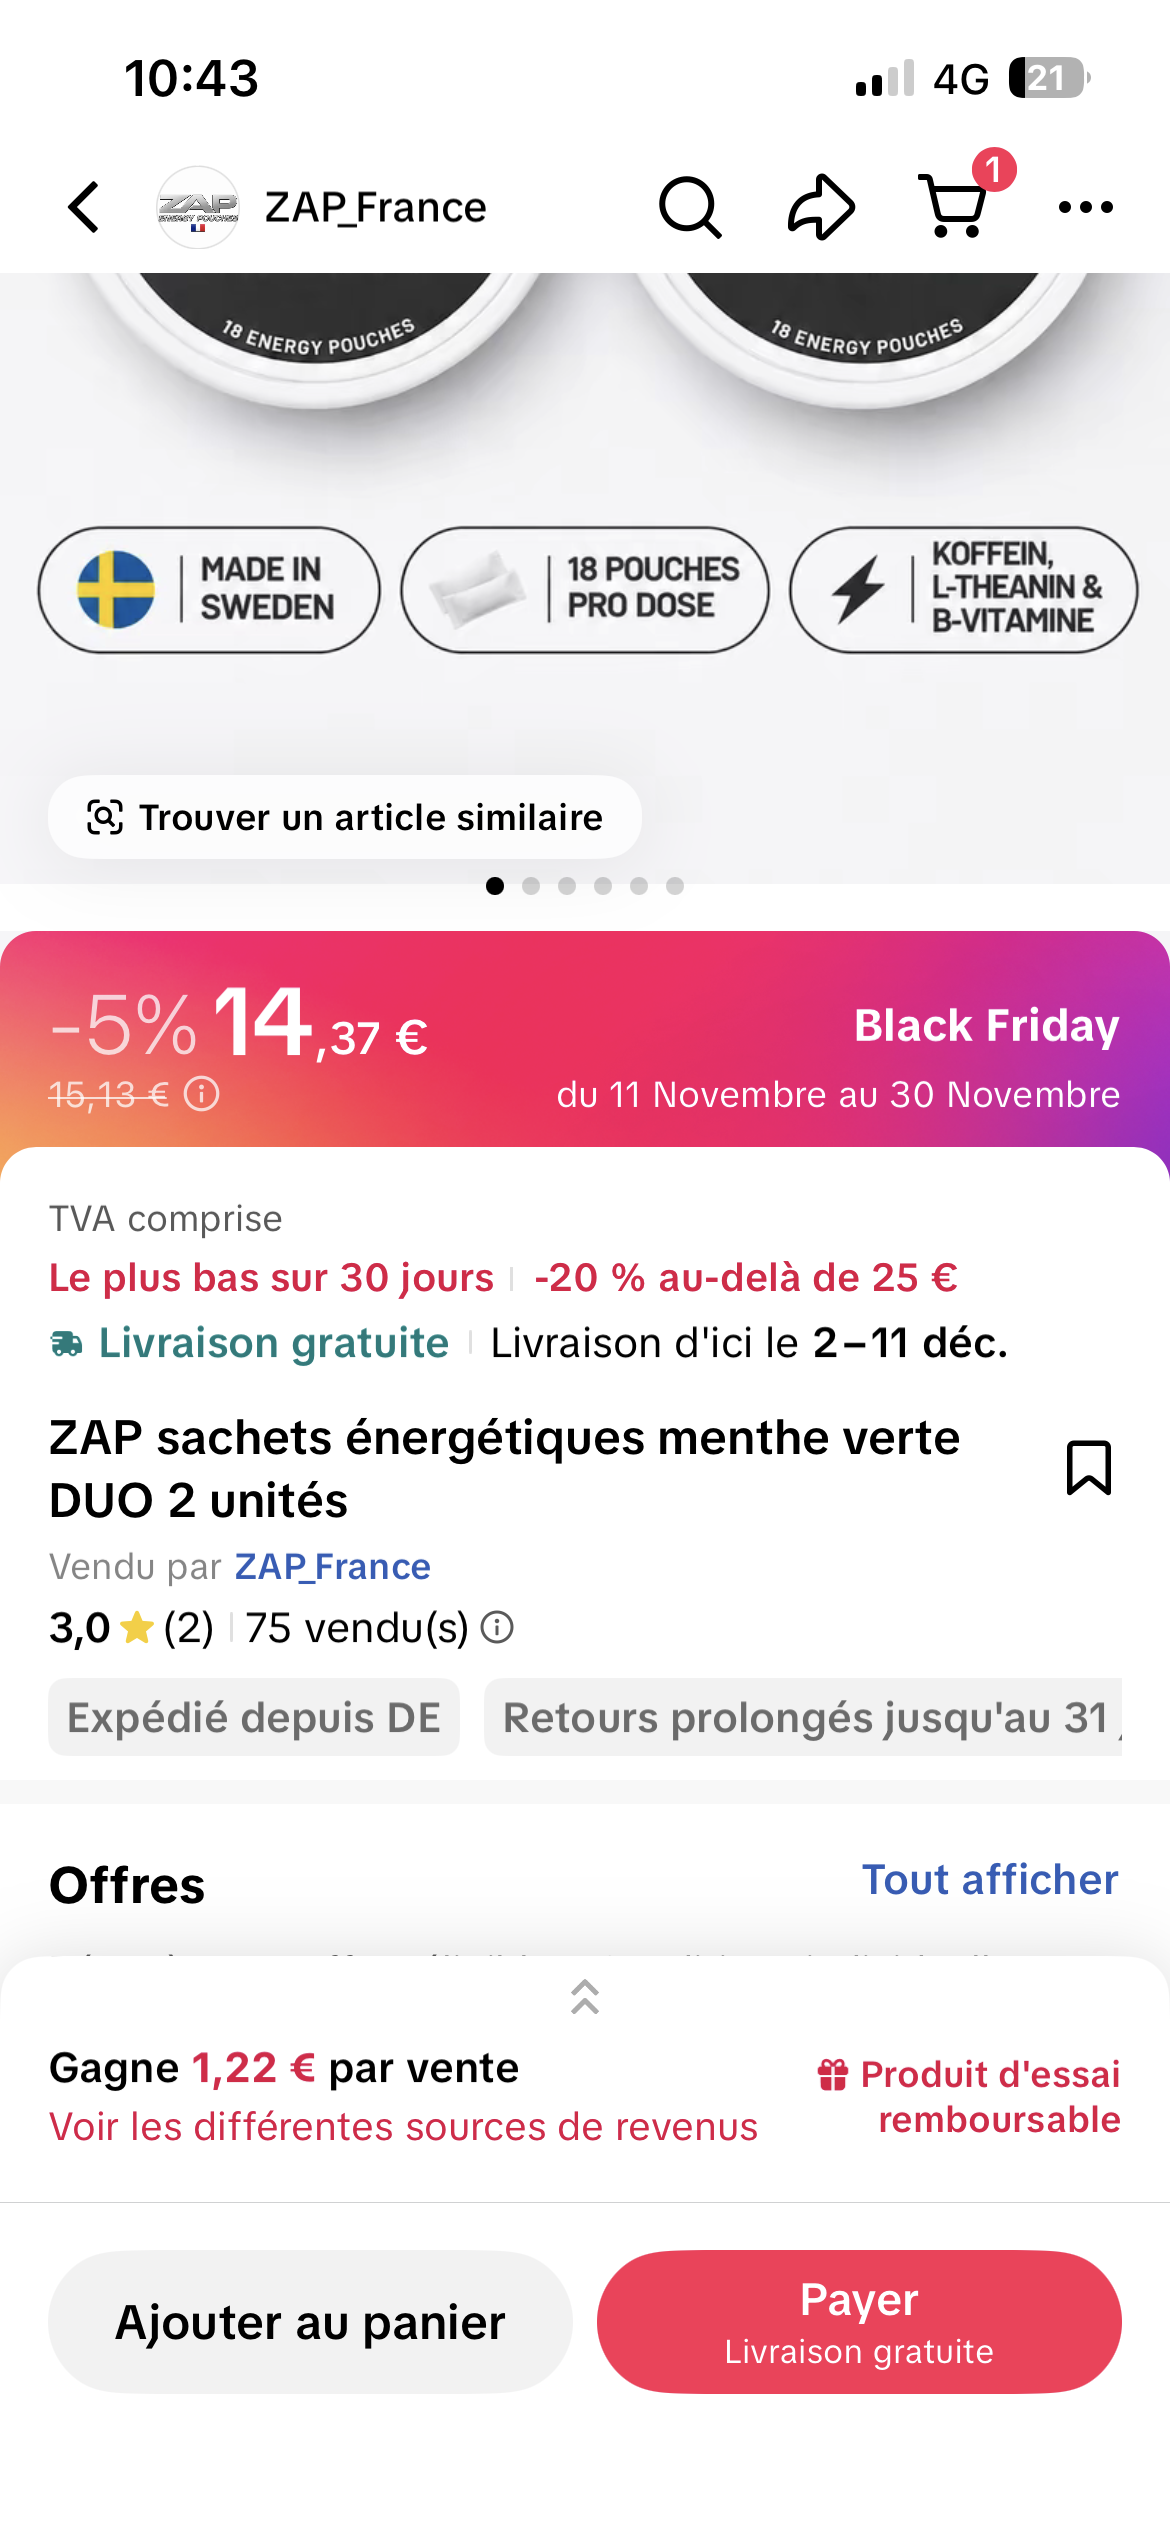 10:43
4G 21
ZAP
ENERGY POUCHES
ZAP_France
1
18 ENERGY POUCHES
18 ENERGY POUCHES
MADE IN
SWEDEN
18 POUCHES
PRO DOSE
KOFFEIN,
L-THEANIN &
B-VITAMINE
Trouver un article similaire
-5% 14,37 €
Black Friday
15,13 €
du 11 Novembre au 30 Novembre
TVA comprise
Le plus bas sur 30 jours
-20 % au-delà de 25 €
Livraison gratuite
Livraison d'ici le 2–11 déc.
ZAP sachets énergétiques menthe verte
DUO 2 unités
Vendu par ZAP_France
3,0 (2) 75 vendu(s)
Expédié depuis DE
Retours prolongés jusqu'au 31
Offres
Tout afficher
Gagne 1,22 € par vente
Voir les différentes sources de revenus
Produit d'essai
remboursable
Ajouter au panier
Payer
Livraison gratuite